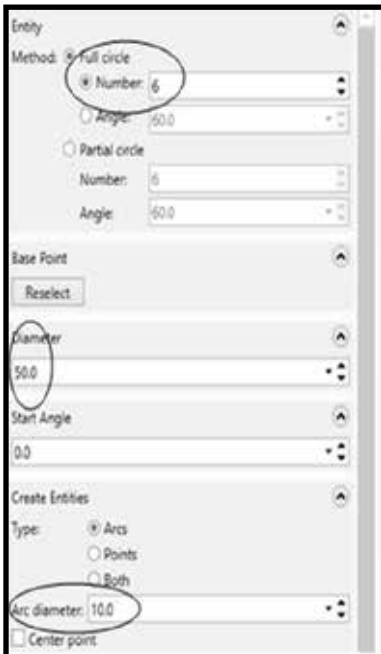 Entity
Method: Full circle
Number: 6
Angle: 60.0
Partial circle
Number: 6
Angle: 60.0
Base Point
Reselect
Diameter
50.0
Start Angle
0.0
Create Entities
Type: Arcs
Points
Both
Arc diameter: 10.0
Center point